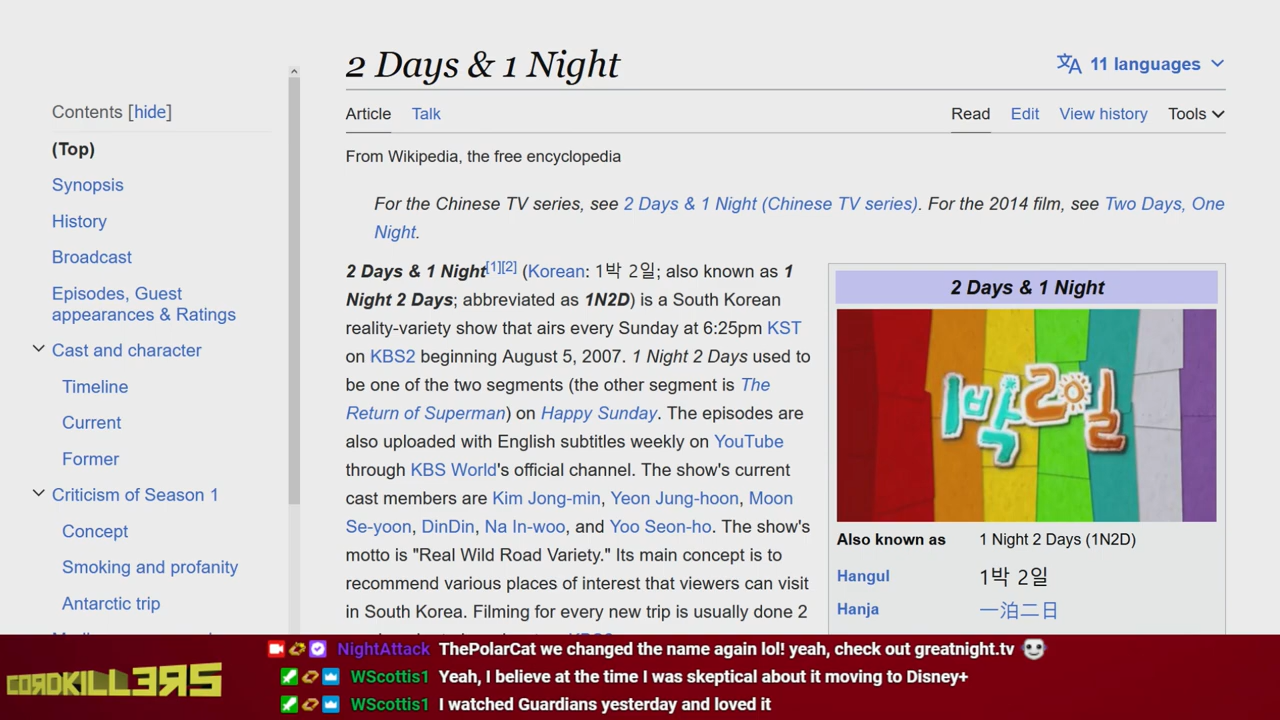 2 Days & 1 Night
11 languages
Contents [hide]
(Top)
Synopsis
History
Broadcast
Episodes, Guest
appearances & Ratings
Cast and character
Timeline
Current
Former
Criticism of Season 1
Concept
Smoking and profanity
Antarctic trip
Article Talk
Read Edit View history Tools
From Wikipedia, the free encyclopedia
For the Chinese TV series, see 2 Days & 1 Night (Chinese TV series). For the 2014 film, see Two Days, One
Night.
2 Days & 1 Night[1][2] (Korean: 1박 2일; also known as 1
Night 2 Days; abbreviated as 1N2D) is a South Korean
reality-variety show that airs every Sunday at 6:25pm KST
on KBS2 beginning August 5, 2007. 1 Night 2 Days used to
be one of the two segments (the other segment is The
Return of Superman) on Happy Sunday. The episodes are
also uploaded with English subtitles weekly on YouTube
through KBS World's official channel. The show's current
cast members are Kim Jong-min, Yeon Jung-hoon, Moon
Se-yoon, DinDin, Na In-woo, and Yoo Seon-ho. The show's
motto is "Real Wild Road Variety." Its main concept is to
recommend various places of interest that viewers can visit
in South Korea. Filming for every new trip is usually done 2
2 Days & 1 Night
1박2일
Also known as 1 Night 2 Days (1N2D)
Hangul 1박 2일
Hanja 一泊二日
CORDKILLERS
NightAttack ThePolarCat we changed the name again lol! yeah, check out greatnight.tv
WScottis1 Yeah, I believe at the time I was skeptical about it moving to Disney+
WScottis1 I watched Guardians yesterday and loved it